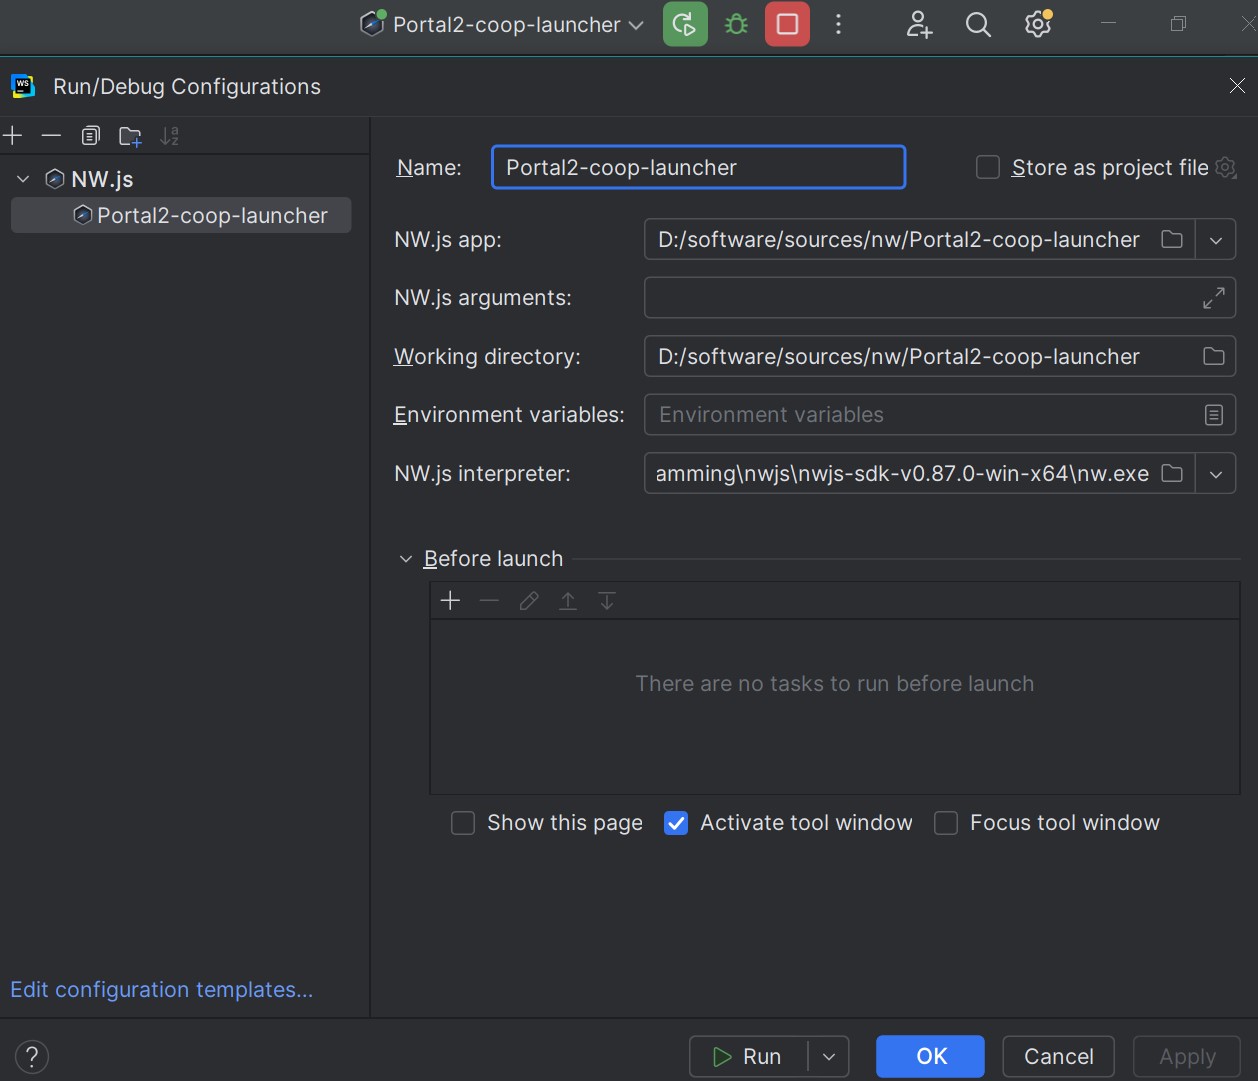 Portal2-coop-launcher
WS
Run/Debug Configurations
NW.js
Portal2-coop-launcher
Name: Portal2-coop-launcher Store as project file
NW.js app: D:/software/sources/nw/Portal2-coop-launcher
NW.js arguments:
Working directory: D:/software/sources/nw/Portal2-coop-launcher
Environment variables: Environment variables
NW.js interpreter: amming\nwjs\nwjs-sdk-v0.87.0-win-x64\nw.exe
Before launch
There are no tasks to run before launch
Show this page Activate tool window Focus tool window
Edit configuration templates...
? Run OK Cancel Apply